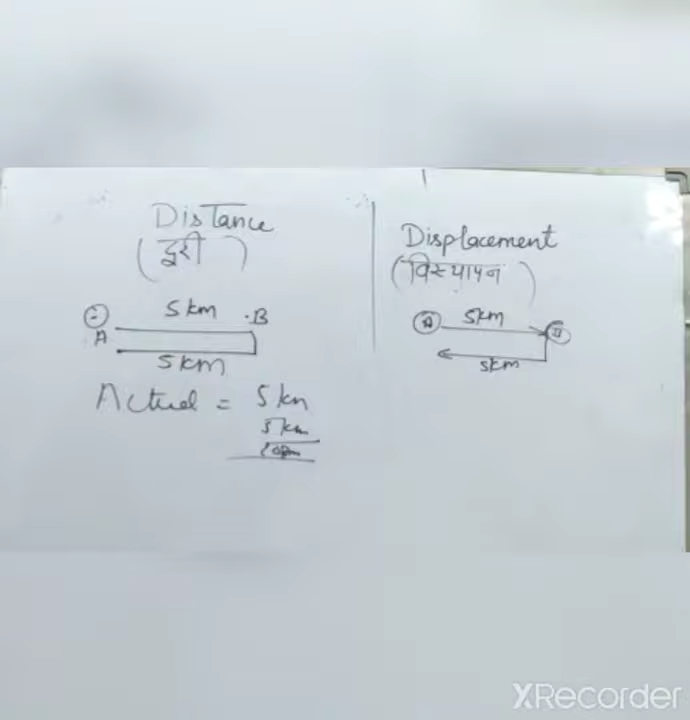 Distance
(दूरी)
5km .B
A
5km
Actual = 5km
5km
Displacement
(विस्थापन)
A 5km B
5km
XRecorder